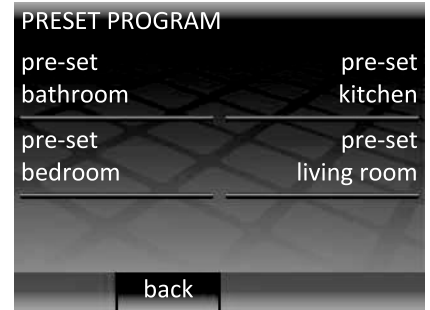 PRESET PROGRAM
pre-set
bathroom
pre-set
kitchen
pre-set
bedroom
pre-set
living room
back